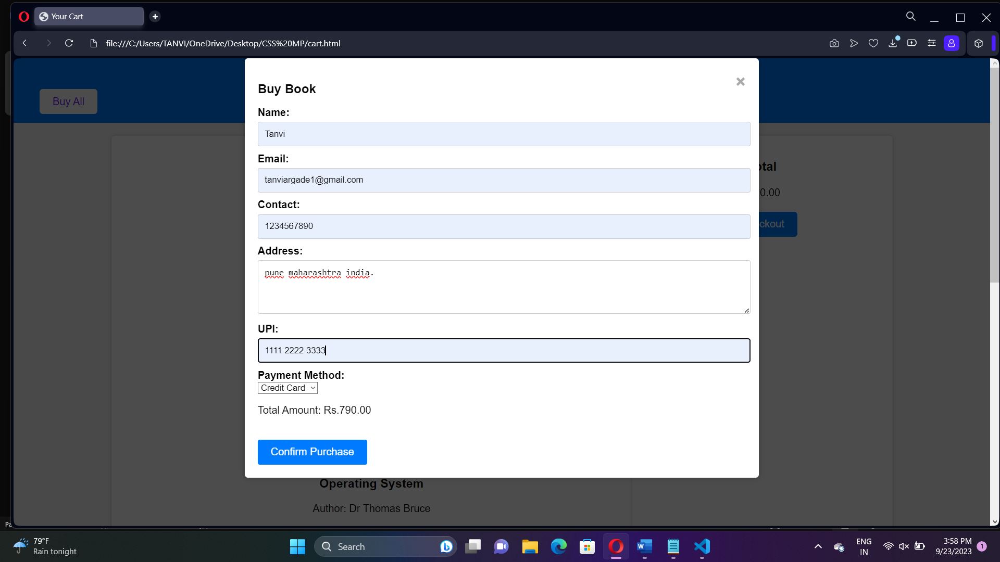 Your Cart
file:///C:/Users/TANVI/OneDrive/Desktop/CSS%20MP/cart.html
Buy All
Buy Book
Name:
Tanvi
Email:
tanviargade1@gmail.com
Contact:
1234567890
Address:
pune maharashtra india.
UPI:
1111 2222 3333
Payment Method:
Credit Card
Total Amount: Rs.790.00
Confirm Purchase
otal
0.00
ckout
Operating System
Author: Dr Thomas Bruce
Pa
79°F
Rain tonight
Search
ENG
IN
3:58 PM
9/23/2023
1